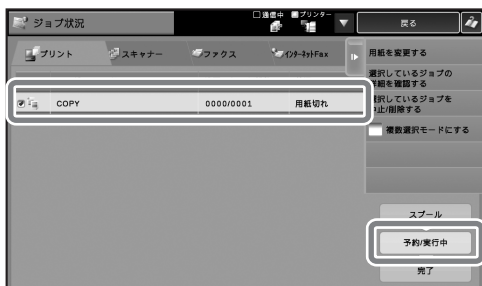 ジョブ状況
□通信中 ■プリンター
戻る
プリント
スキャナー
ファクス
インターネットFax
用紙を変更する
選択しているジョブの
詳細を確認する
選択しているジョブを
中止/削除する
複数選択モードにする
COPY 0000/0001 用紙切れ
スプール
予約/実行中
完了